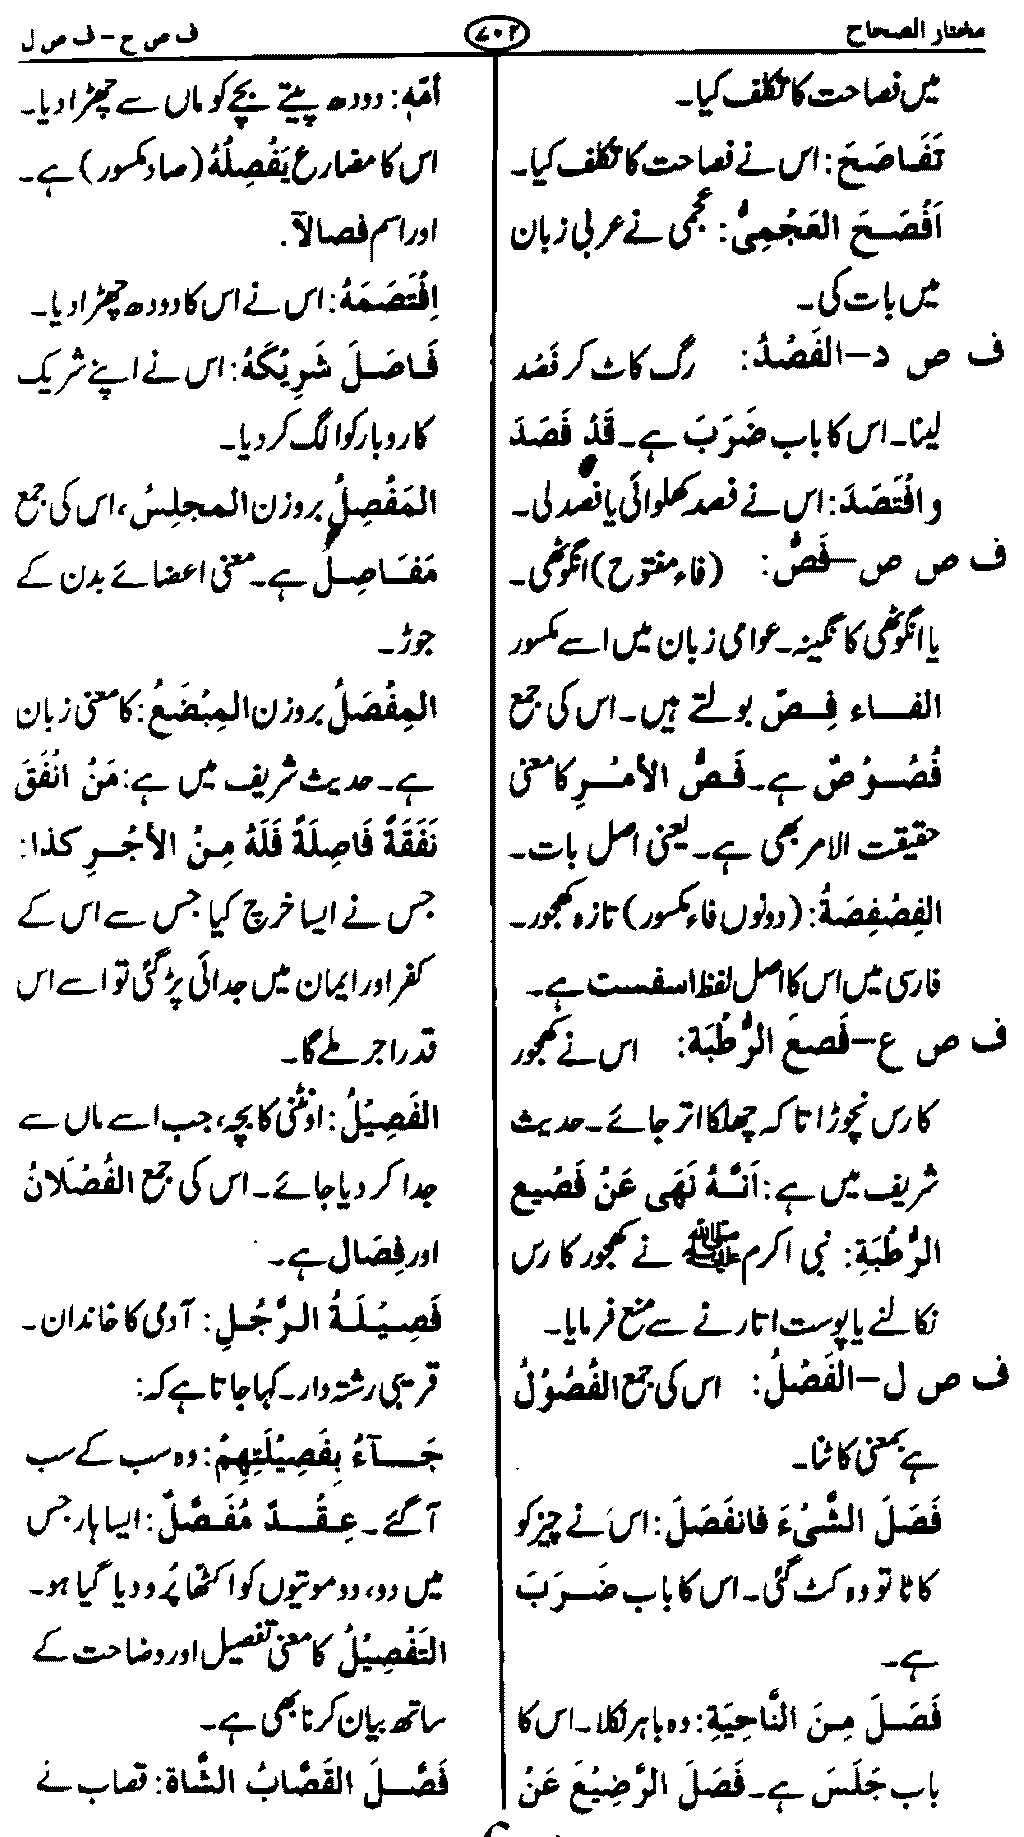 مختار الصحاح
۷۰۲
ف ص ح – ف ص ل
میں فصاحت کا تکلف کیا۔
تَفَاصَحَ: اس نے فصاحت کا تکلف کیا۔
اَفْصَحَ العَجْمِیُّ: عجمی نے عربی زبان
میں بات کی۔
ف ص د–الفَصْدُ: رگ کاٹ کر فَصْد
لینا۔ اس کا باب ضَرَبَ ہے۔ قَدْ فَصَدَ
وافْتَصَدَ: اس نے فصد کھلوائی یا فصد لی۔
ف ص ص–فَصٌّ: (فاء مفتوح) انگوٹھی۔
یا انگوٹھی کا نگینہ۔ عوامی زبان میں اسے مکسور
الفاء فِصّ بولتے ہیں۔ اس کی جمع
فُصُوْصٌ ہے۔ فَصُّ الأمْرِ کا معنی
حقیقت الامر بھی ہے۔ یعنی اصل بات۔
الفِصْفِصَةُ: (دونوں فاء مکسور) تازہ کھجور۔
فارسی میں اس کا اصل لفظ اسفست ہے۔
ف ص ع–فَصعَ الرُّطْبَة: اس نے کھجور
کا رس نچوڑا تا کہ چھلکا اتر جائے۔ حدیث
شریف میں ہے: اَنَّهُ نَهَى عَنْ فَصْيع
الرُّطْبَةِ: نبی اکرم ﷺ نے کھجور کا رس
نکالنے یا پوست اتارنے سے منع فرمایا۔
ف ص ل–الفَصْلُ: اس کی جمع الفُصُوْلُ
ہے بمعنی کاٹنا۔
فَصَلَ الشَّیْءَ فانفَصَلَ: اس نے چیز کو
کاٹا تو وہ کٹ گئی۔ اس کا باب ضَرَبَ
ہے۔
فَصَلَ مِنَ النَّاحِیَةِ: وہ باہر نکلا۔ اس کا
باب جَلَسَ ہے۔ فَصَلَ الرَّضِیْعَ عَنْ
اُمِّهٖ: دودھ پیتے بچے کو ماں سے چھڑا دیا۔
اس کا مضارع یَفْصِلُهُ (صاد مکسور) ہے۔
اور اسم فصالاً۔
اِفْتَصَمَهُ: اس نے اس کا دودھ چھڑا دیا۔
فَاصَلَ شَرِیْكَهُ: اس نے اپنے شریک
کاروبار کو الگ کر دیا۔
المَفْصِلُ بروزن المجلِسُ، اس کی جمع
مَفَاصِلُ ہے۔ معنی اعضائے بدن کے
جوڑ۔
المِفْصَلُ بروزن المِبْضَعُ: کا معنی زبان
ہے۔ حدیث شریف میں ہے: مَنْ انْفَقَ
نَفَقَةً فَاصِلَةً فَلَهُ مِنْ الأجْرِ كذا:
جس نے ایسا خرچ کیا جس سے اس کے
کفر اور ایمان میں جدائی پڑ گئی تو اسے اس
قدر اجر ملے گا۔
الفَصِیْلُ: اونٹنی کا بچہ، جب اسے ماں سے
جدا کر دیا جائے۔ اس کی جمع الفُصْلَانُ
اور فِصَال ہے۔
فَصِیْلَةُ الرَّجُلِ: آدمی کا خاندان۔
قریبی رشتہ دار۔ کہا جاتا ہے کہ:
جَآءُ بِفَصِیْلَتِهِمْ: وہ سب کے سب
آ گئے۔ عِقْدٌ مُفَصَّلٌ: ایسا ہار جس
میں دو، دو موتیوں کو اکٹھا پُرو دیا گیا ہو۔
التَفْصِیْلُ کا معنی تفصیل اور وضاحت کے
ساتھ بیان کرنا بھی ہے۔
فَصَّلَ القَصَّابُ الشَّاة: قصاب نے